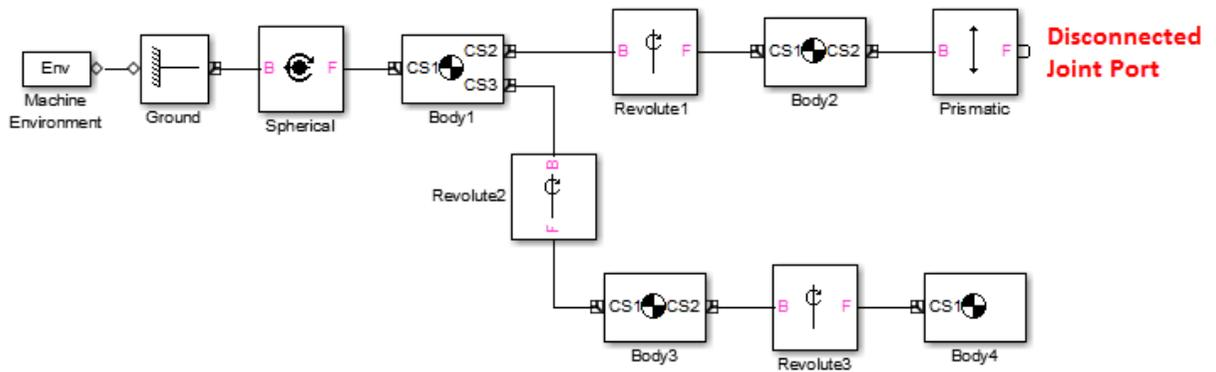 Env
Machine
Environment
Ground
B F
Spherical
CS1 CS2
CS3
Body1
B F
Revolute1
CS1 CS2
Body2
B F
Prismatic
Disconnected
Joint Port
B
Revolute2
F
CS1 CS2
Body3
B F
Revolute3
CS1
Body4